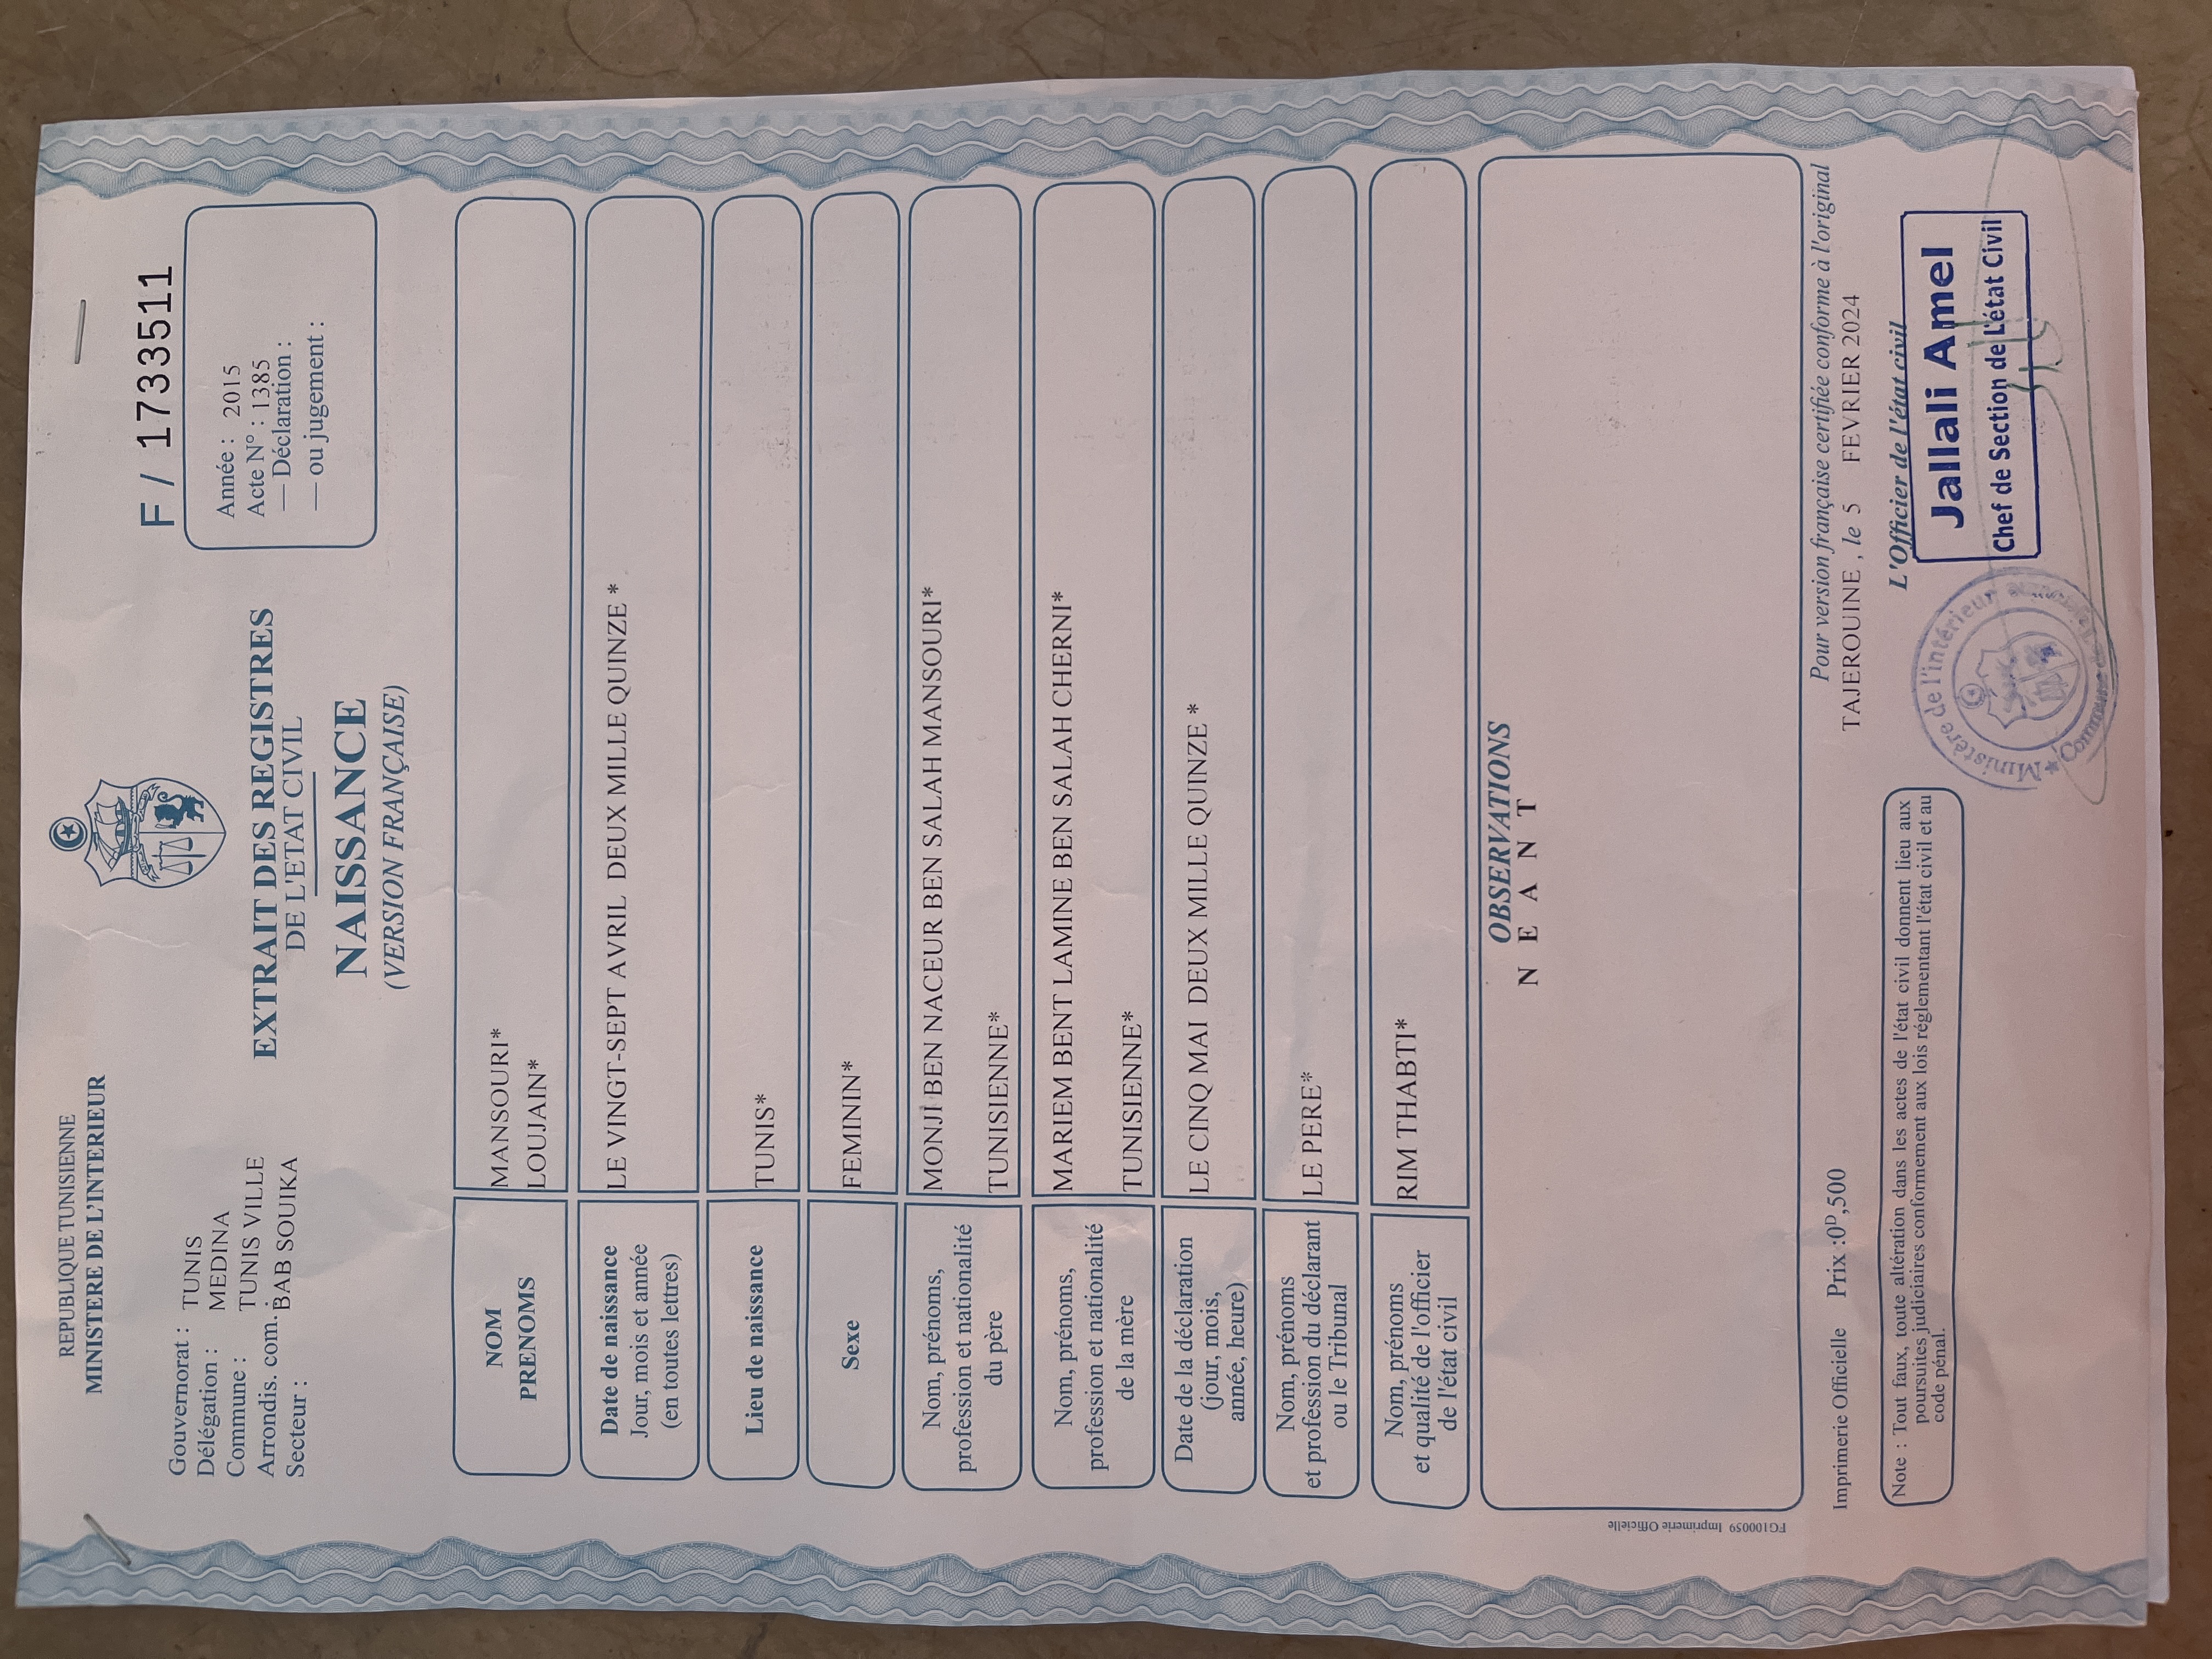 REPUBLIQUE TUNISIENNE
MINISTERE DE L'INTERIEUR
F / 1733511
Gouvernorat : TUNIS
Délégation : MEDINA
Commune : TUNIS VILLE
Arrondis. com. : BAB SOUIKA
Secteur :
Année : 2015
Acte N° : 1385
— Déclaration :
— ou jugement :
EXTRAIT DES REGISTRES
DE L'ETAT CIVIL
NAISSANCE
(VERSION FRANÇAISE)
NOM
PRENOMS
MANSOURI*
LOUJAIN*
Date de naissance
Jour, mois et année
(en toutes lettres)
LE VINGT-SEPT AVRIL DEUX MILLE QUINZE *
Lieu de naissance
TUNIS*
Sexe
FEMININ*
Nom, prénoms,
profession et nationalité
du père
MONJI BEN NACEUR BEN SALAH MANSOURI*
TUNISIENNE*
Nom, prénoms,
profession et nationalité
de la mère
MARIEM BENT LAMINE BEN SALAH CHERNI*
TUNISIENNE*
Date de la déclaration
(jour, mois,
année, heure)
LE CINQ MAI DEUX MILLE QUINZE *
Nom, prénoms
et profession du déclarant
ou le Tribunal
LE PERE*
Nom, prénoms
et qualité de l'officier
de l'état civil
RIM THABTI*
OBSERVATIONS
N E A N T
FG100059 Imprimerie Officielle
Imprimerie Officielle Prix :0D,500
Pour version française certifiée conforme à l'original
TAJEROUINE , le 5 FEVRIER 2024
L'Officier de l'état civil
Jallali Amel
Chef de Section de L'état Civil
Ministère de l'intérieur
Commune
Note : Tout faux, toute altération dans les actes de l'état civil donnent lieu aux
poursuites judiciaires conformement aux lois réglementant l'état civil et au
code pénal.